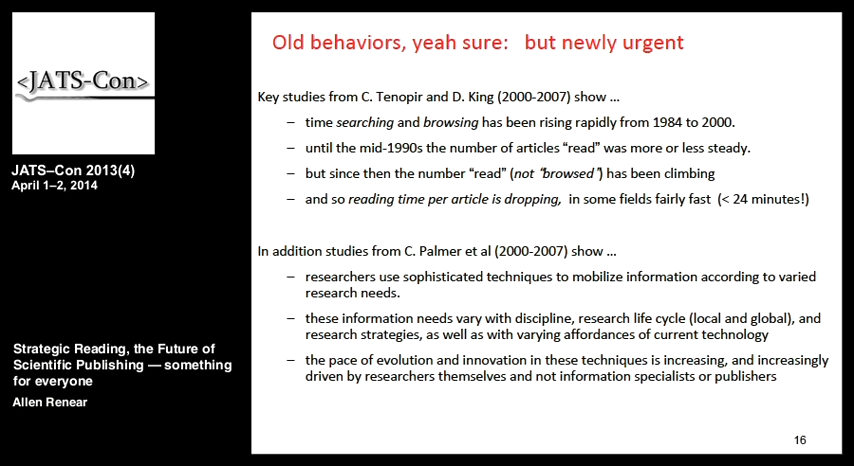 <JATS-Con>
JATS–Con 2013(4)
April 1–2, 2014
Strategic Reading, the Future of
Scientific Publishing — something
for everyone
Allen Renear
Old behaviors, yeah sure: but newly urgent
Key studies from C. Tenopir and D. King (2000-2007) show …
– time searching and browsing has been rising rapidly from 1984 to 2000.
– until the mid-1990s the number of articles “read” was more or less steady.
– but since then the number “read” (not “browsed”) has been climbing
– and so reading time per article is dropping, in some fields fairly fast (< 24 minutes!)
In addition studies from C. Palmer et al (2000-2007) show …
– researchers use sophisticated techniques to mobilize information according to varied
research needs.
– these information needs vary with discipline, research life cycle (local and global), and
research strategies, as well as with varying affordances of current technology
– the pace of evolution and innovation in these techniques is increasing, and increasingly
driven by researchers themselves and not information specialists or publishers
16